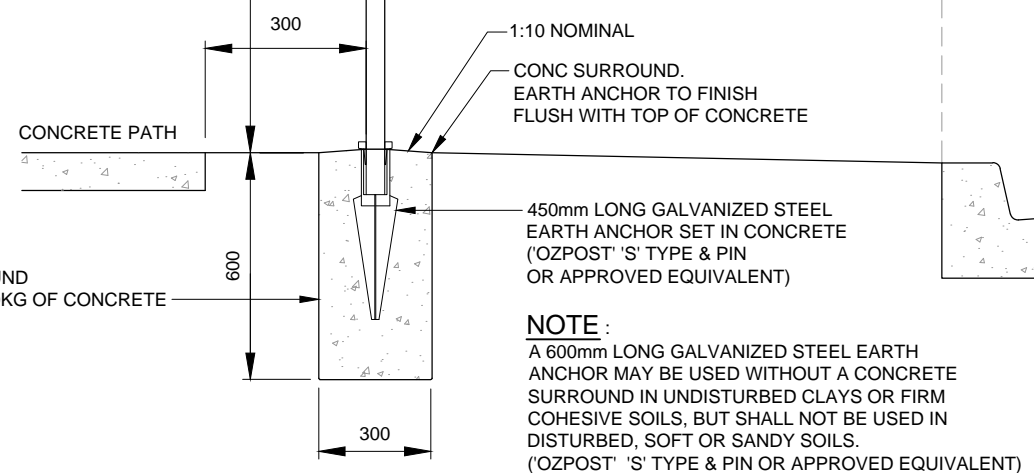 300
1:10 NOMINAL
CONC SURROUND.
EARTH ANCHOR TO FINISH
FLUSH WITH TOP OF CONCRETE
CONCRETE PATH
450mm LONG GALVANIZED STEEL
EARTH ANCHOR SET IN CONCRETE
('OZPOST' 'S' TYPE & PIN
OR APPROVED EQUIVALENT)
600
KG OF CONCRETE
NOTE :
A 600mm LONG GALVANIZED STEEL EARTH
ANCHOR MAY BE USED WITHOUT A CONCRETE
SURROUND IN UNDISTURBED CLAYS OR FIRM
COHESIVE SOILS, BUT SHALL NOT BE USED IN
DISTURBED, SOFT OR SANDY SOILS.
('OZPOST' 'S' TYPE & PIN OR APPROVED EQUIVALENT)
300